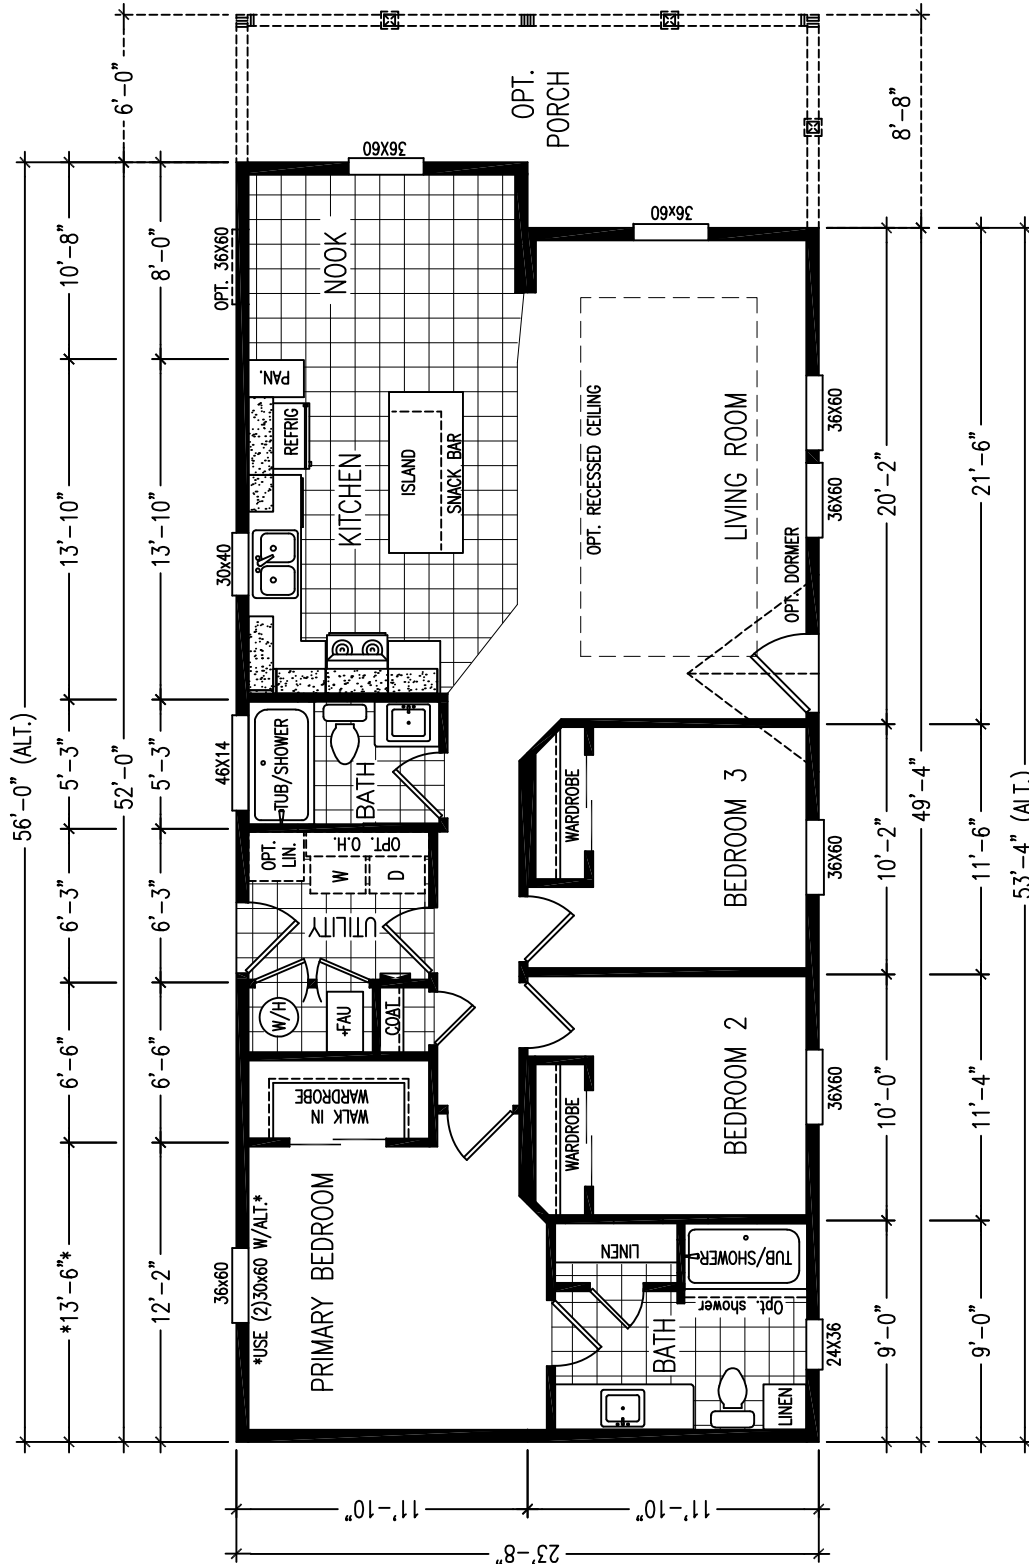 56'-0" (ALT.)
*13'-6"*
6'-6"
6'-3"
5'-3"
13'-10"
10'-8"
52'-0"
6'-0"
12'-2"
6'-6"
6'-3"
5'-3"
13'-10"
8'-0"
36x60
46X14
30x40
OPT. 36X60
*USE (2)30x60 W/ALT.*
PRIMARY BEDROOM
WALK IN
WARDROBE
W/H
+FAU
COAT
UTILITY
OPT.
LIN.
W
D
OPT. O.H.
TUB/SHOWER
BATH
KITCHEN
REFRIG
PAN.
ISLAND
SNACK BAR
NOOK
36X60
OPT.
PORCH
LINEN
TUB/SHOWER
Opt. shower
BATH
LINEN
WARDROBE
BEDROOM 2
WARDROBE
BEDROOM 3
OPT. RECESSED CEILING
LIVING ROOM
OPT. DORMER
36x60
24X36
36X60
36X60
36X60
36X60
9'-0"
10'-0"
10'-2"
20'-2"
49'-4"
8'-8"
9'-0"
11'-4"
11'-6"
21'-6"
53'-4" (ALT.)
11'-10"
11'-10"
23'-8"